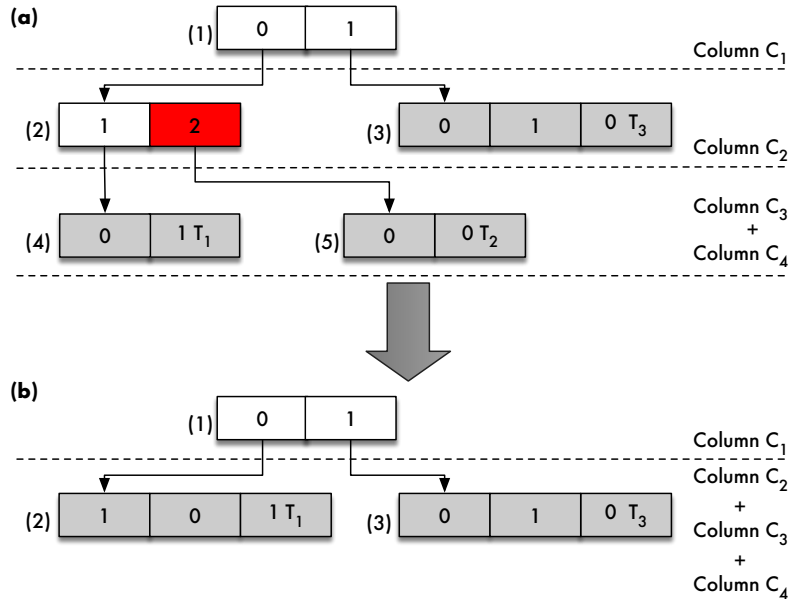 (a)
(1) 0 1
Column C1
(2) 1 2 (3) 0 1 0 T3
Column C2
Column C3
(4) 0 1 T1 (5) 0 0 T2
+
Column C4
(b)
(1) 0 1
Column C1
Column C2
(2) 1 0 1 T1 (3) 0 1 0 T3
+
Column C3
+
Column C4